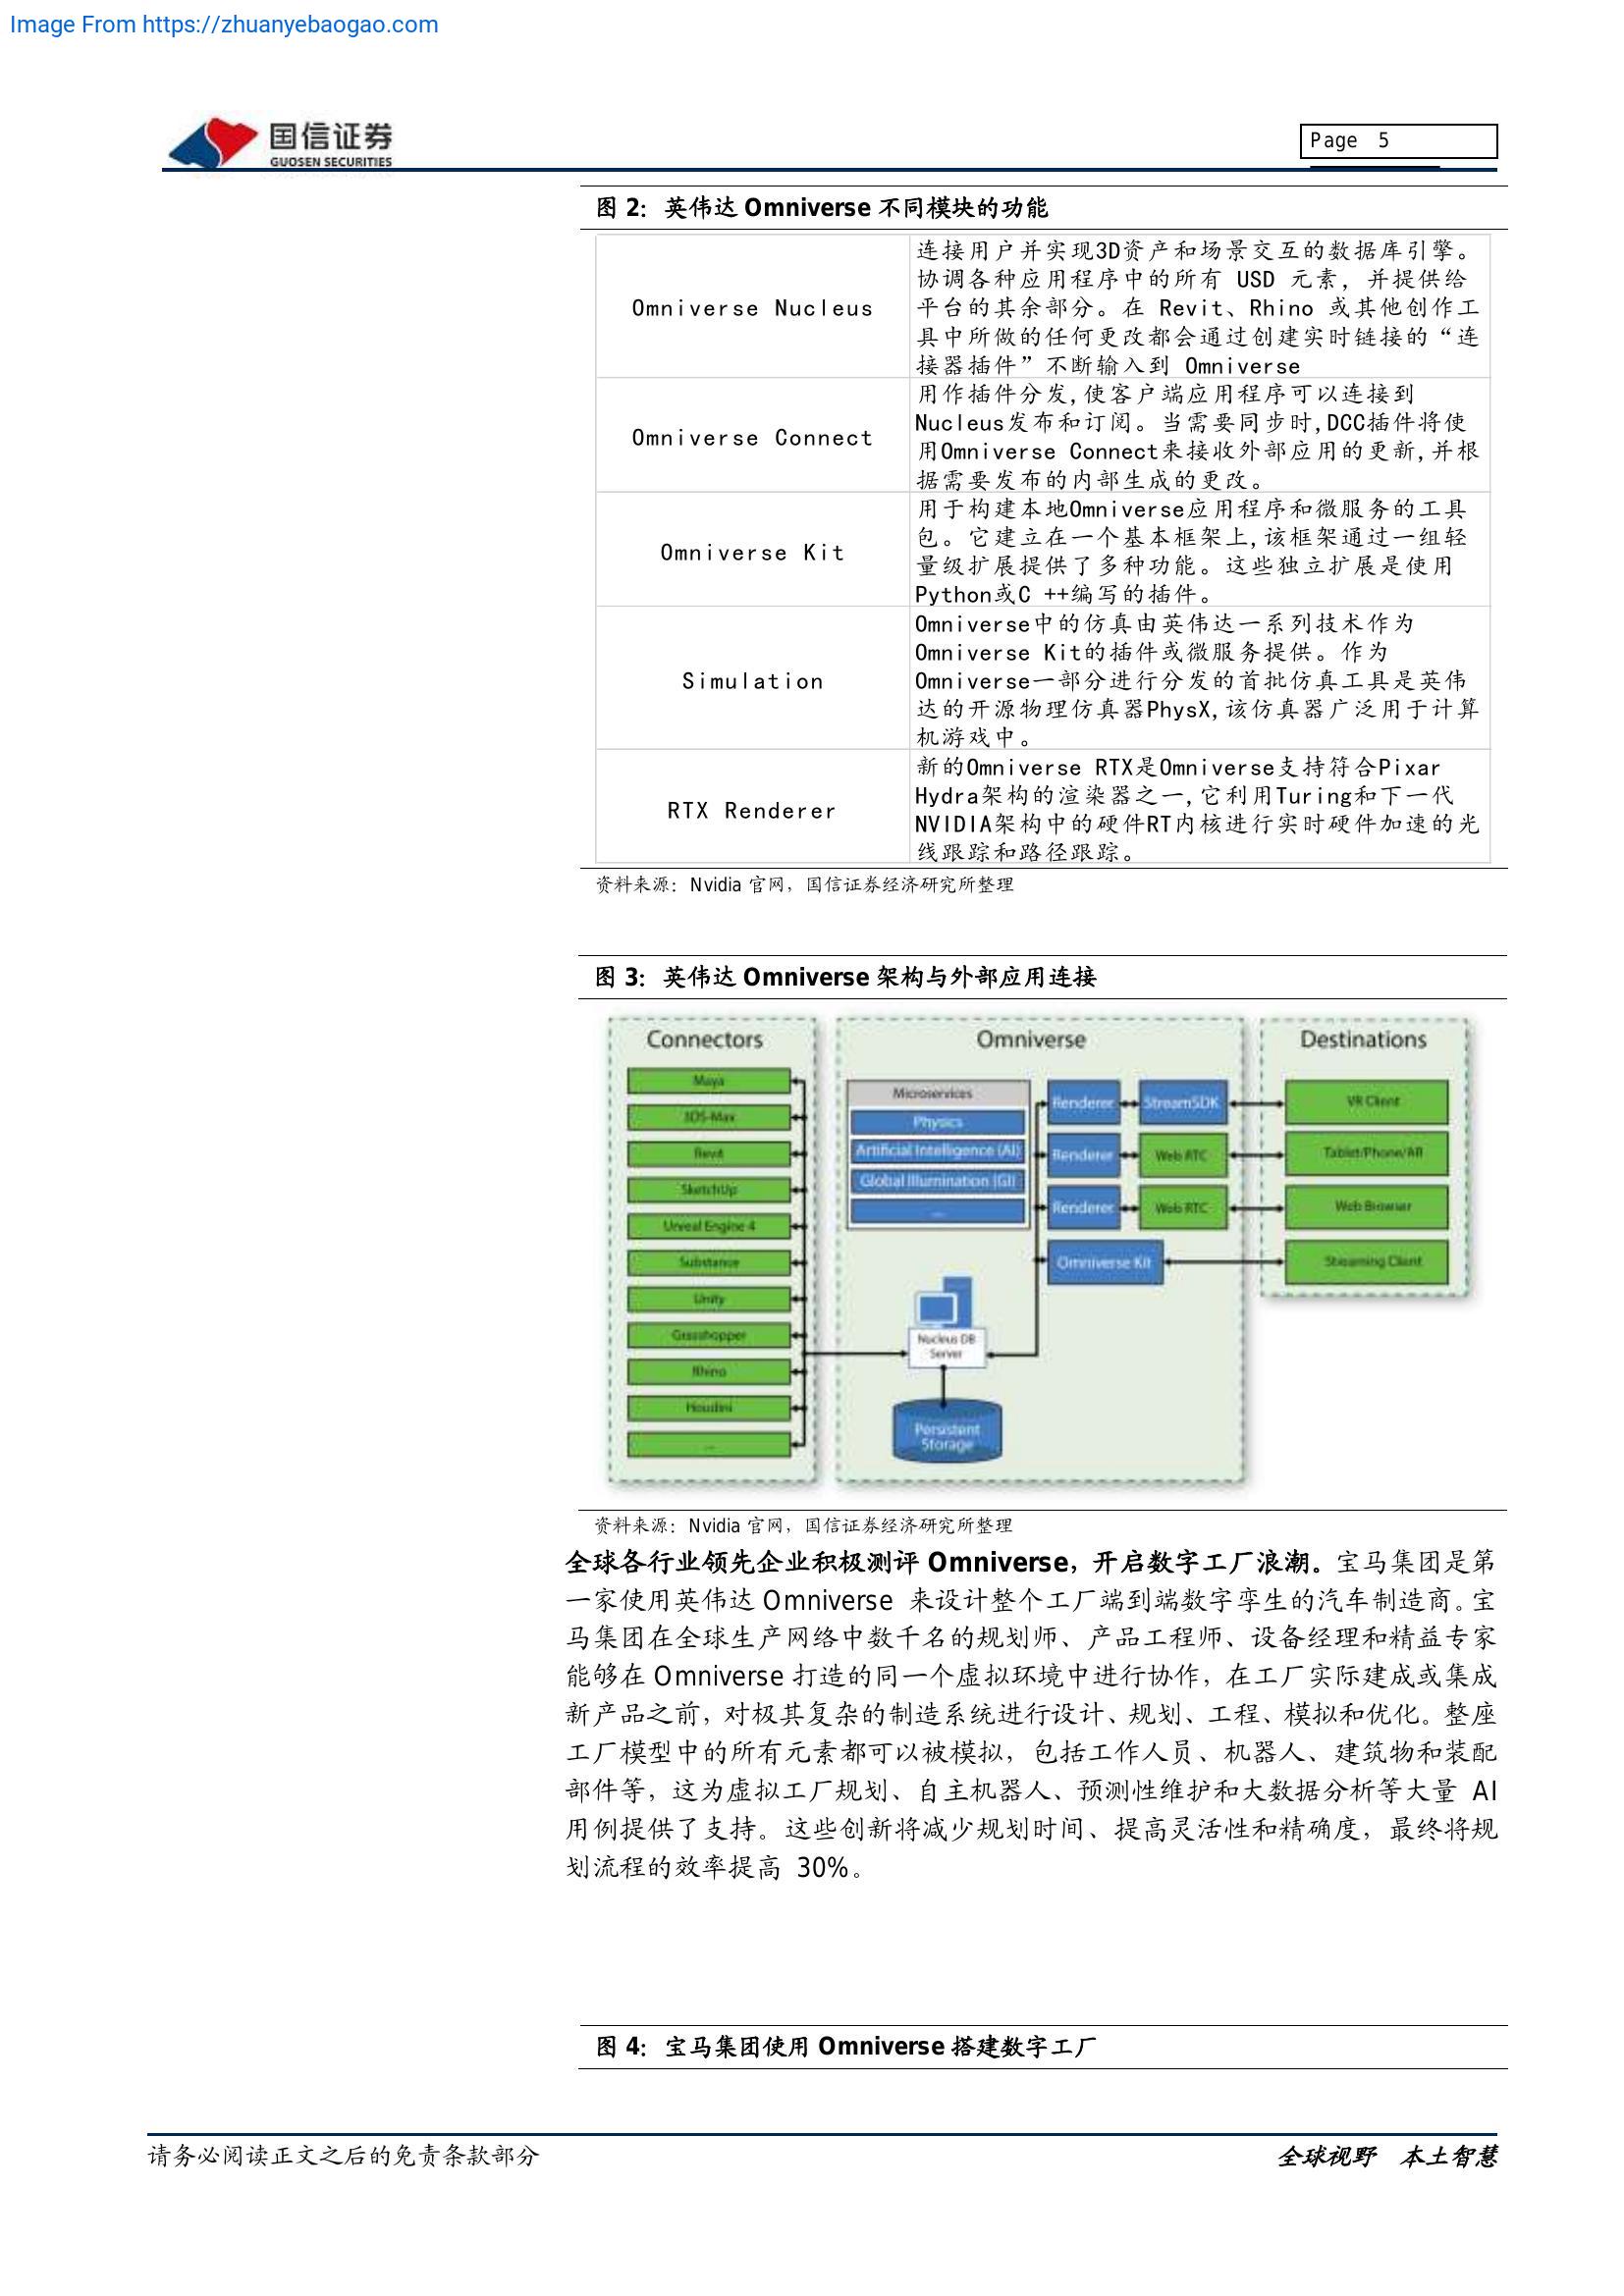 Image From https://zhuanyebaogao.com
国信证券
GUOSEN SECURITIES
Page 5
图 2：英伟达 Omniverse 不同模块的功能
Omniverse Nucleus
连接用户并实现3D资产和场景交互的数据库引擎。
协调各种应用程序中的所有 USD 元素，并提供给
平台的其余部分。在 Revit、Rhino 或其他创作工
具中所做的任何更改都会通过创建实时链接的“连
接器插件”不断输入到 Omniverse
Omniverse Connect
用作插件分发,使客户端应用程序可以连接到
Nucleus发布和订阅。当需要同步时,DCC插件将使
用Omniverse Connect来接收外部应用的更新,并根
据需要发布的内部生成的更改。
Omniverse Kit
用于构建本地Omniverse应用程序和微服务的工具
包。它建立在一个基本框架上,该框架通过一组轻
量级扩展提供了多种功能。这些独立扩展是使用
Python或C ++编写的插件。
Simulation
Omniverse中的仿真由英伟达一系列技术作为
Omniverse Kit的插件或微服务提供。作为
Omniverse一部分进行分发的首批仿真工具是英伟
达的开源物理仿真器PhysX,该仿真器广泛用于计算
机游戏中。
RTX Renderer
新的Omniverse RTX是Omniverse支持符合Pixar
Hydra架构的渲染器之一,它利用Turing和下一代
NVIDIA架构中的硬件RT内核进行实时硬件加速的光
线跟踪和路径跟踪。
资料来源：Nvidia 官网，国信证券经济研究所整理
图 3：英伟达 Omniverse 架构与外部应用连接
Connectors
Maya
3DS-Max
Revit
SketchUp
Unreal Engine 4
Substance
Unity
Grasshopper
Rhino
Houdini
...
Omniverse
Microservices
Physics
Artificial Intelligence (AI)
Global Illumination (GI)
...
Renderer
StreamSDK
Renderer
Web RTC
Renderer
Web RTC
Omniverse Kit
Nucleus DB
Server
Persistent
Storage
Destinations
VR Client
Tablet/Phone/AR
Web Browser
Streaming Client
资料来源：Nvidia 官网，国信证券经济研究所整理
全球各行业领先企业积极测评 Omniverse，开启数字工厂浪潮。宝马集团是第
一家使用英伟达 Omniverse 来设计整个工厂端到端数字孪生的汽车制造商。宝
马集团在全球生产网络中数千名的规划师、产品工程师、设备经理和精益专家
能够在 Omniverse 打造的同一个虚拟环境中进行协作，在工厂实际建成或集成
新产品之前，对极其复杂的制造系统进行设计、规划、工程、模拟和优化。整座
工厂模型中的所有元素都可以被模拟，包括工作人员、机器人、建筑物和装配
部件等，这为虚拟工厂规划、自主机器人、预测性维护和大数据分析等大量 AI
用例提供了支持。这些创新将减少规划时间、提高灵活性和精确度，最终将规
划流程的效率提高 30%。
图 4：宝马集团使用 Omniverse 搭建数字工厂
请务必阅读正文之后的免责条款部分
全球视野 本土智慧